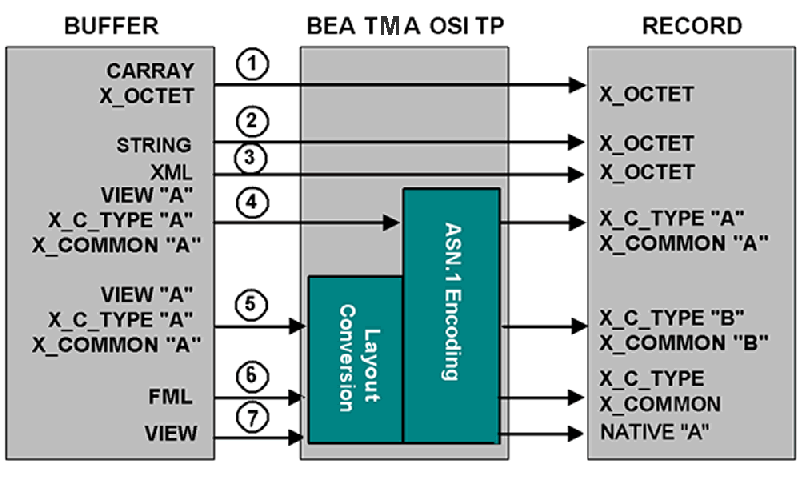 BUFFER
BEA TMA OSI TP
RECORD
CARRAY
X_OCTET
1
X_OCTET
STRING
2
X_OCTET
XML
3
X_OCTET
VIEW "A"
X_C_TYPE "A"
X_COMMON "A"
4
X_C_TYPE "A"
X_COMMON "A"
ASN.1 Encoding
VIEW "A"
X_C_TYPE "A"
X_COMMON "A"
5
Layout
Conversion
X_C_TYPE "B"
X_COMMON "B"
FML
6
X_C_TYPE
X_COMMON
VIEW
7
NATIVE "A"